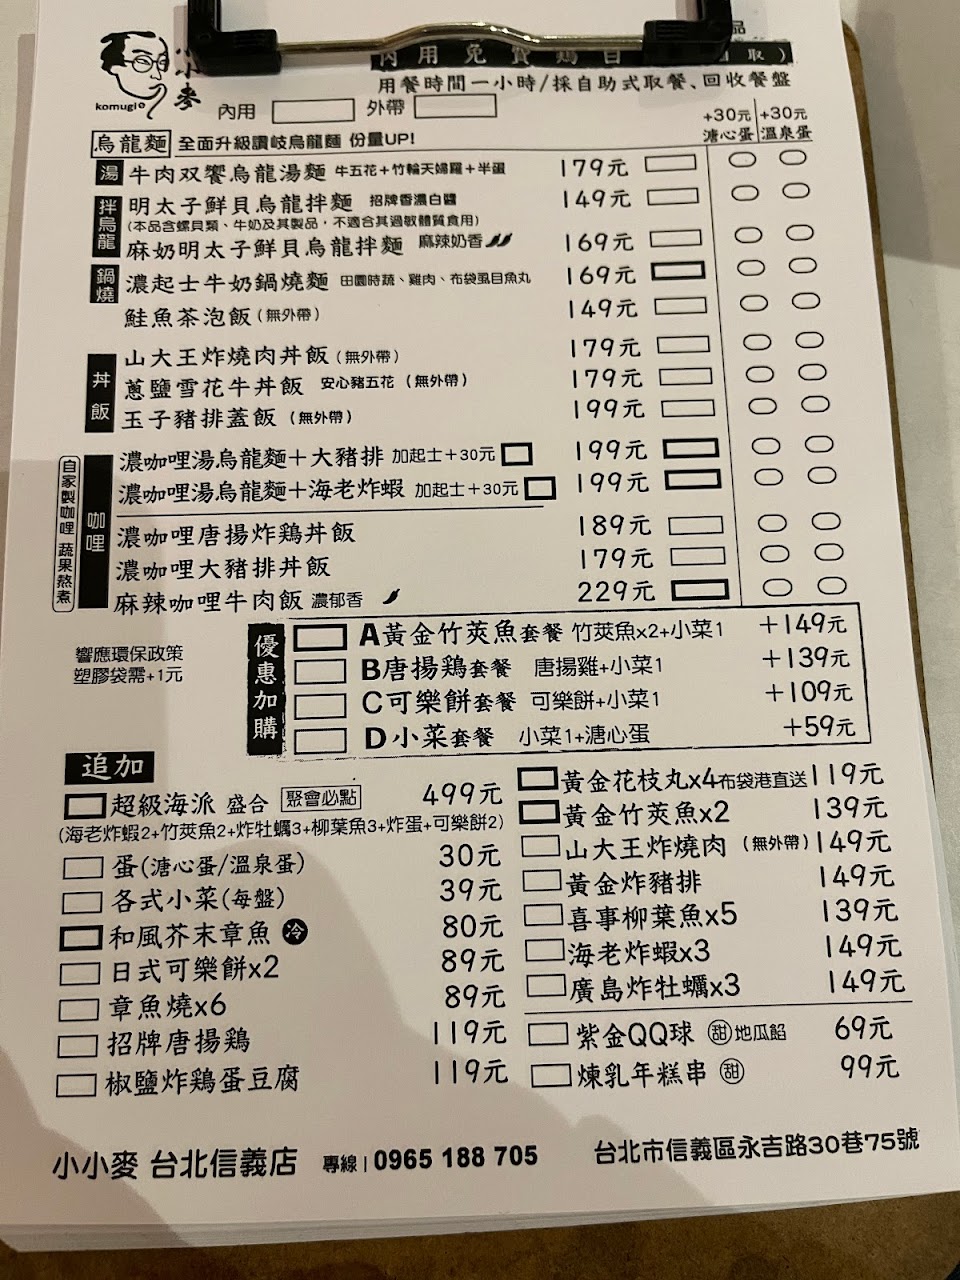 小小麥
komugi
內用免費鷄白
取)
用餐時間一小時/採自助式取餐、回收餐盤
內用 外帶
+30元 +30元
溏心蛋 溫泉蛋
烏龍麵 全面升級讚岐烏龍麵 份量UP!
湯 牛肉双饗烏龍湯麵 牛五花+竹輪天婦羅+半蛋 179元
拌烏龍 明太子鮮貝烏龍拌麵 招牌香濃白醬 149元
(本品含螺貝類、牛奶及其製品,不適合其過敏體質食用)
麻奶明太子鮮貝烏龍拌麵 麻辣奶香 169元
鍋燒 濃起士牛奶鍋燒麵 田園時蔬、雞肉、布袋虱目魚丸 169元
鮭魚茶泡飯(無外帶) 149元
丼飯 山大王炸燒肉丼飯(無外帶) 179元
蔥鹽雪花牛丼飯 安心豬五花(無外帶) 179元
玉子豬排蓋飯 (無外帶) 199元
自家製咖哩 蔬果熬煮
咖哩 濃咖哩湯烏龍麵+大豬排 加起士+30元 199元
濃咖哩湯烏龍麵+海老炸蝦 加起士+30元 199元
濃咖哩唐揚炸鶏丼飯 189元
濃咖哩大豬排丼飯 179元
麻辣咖哩牛肉飯 濃郁香 229元
響應環保政策
塑膠袋需+1元
優惠加購 A黃金竹莢魚套餐 竹莢魚x2+小菜1 +149元
B唐揚鶏套餐 唐揚雞+小菜1 +139元
C可樂餅套餐 可樂餅+小菜1 +109元
D小菜套餐 小菜1+溏心蛋 +59元
追加
超級海派 盛合 聚會必點 499元
(海老炸蝦2+竹莢魚2+炸牡蠣3+柳葉魚3+炸蛋+可樂餅2)
蛋(溏心蛋/溫泉蛋) 30元
各式小菜(每盤) 39元
和風芥末章魚 冷 80元
日式可樂餅x2 89元
章魚燒x6 89元
招牌唐揚鶏 119元
椒鹽炸鶏蛋豆腐 119元
黃金花枝丸x4布袋港直送 119元
黃金竹莢魚x2 139元
山大王炸燒肉 (無外帶) 149元
黃金炸豬排 149元
喜事柳葉魚x5 139元
海老炸蝦x3 149元
廣島炸牡蠣x3 149元
紫金QQ球 甜 地瓜餡 69元
煉乳年糕串 甜 99元
小小麥 台北信義店 專線|0965 188 705 台北市信義區永吉路30巷75號